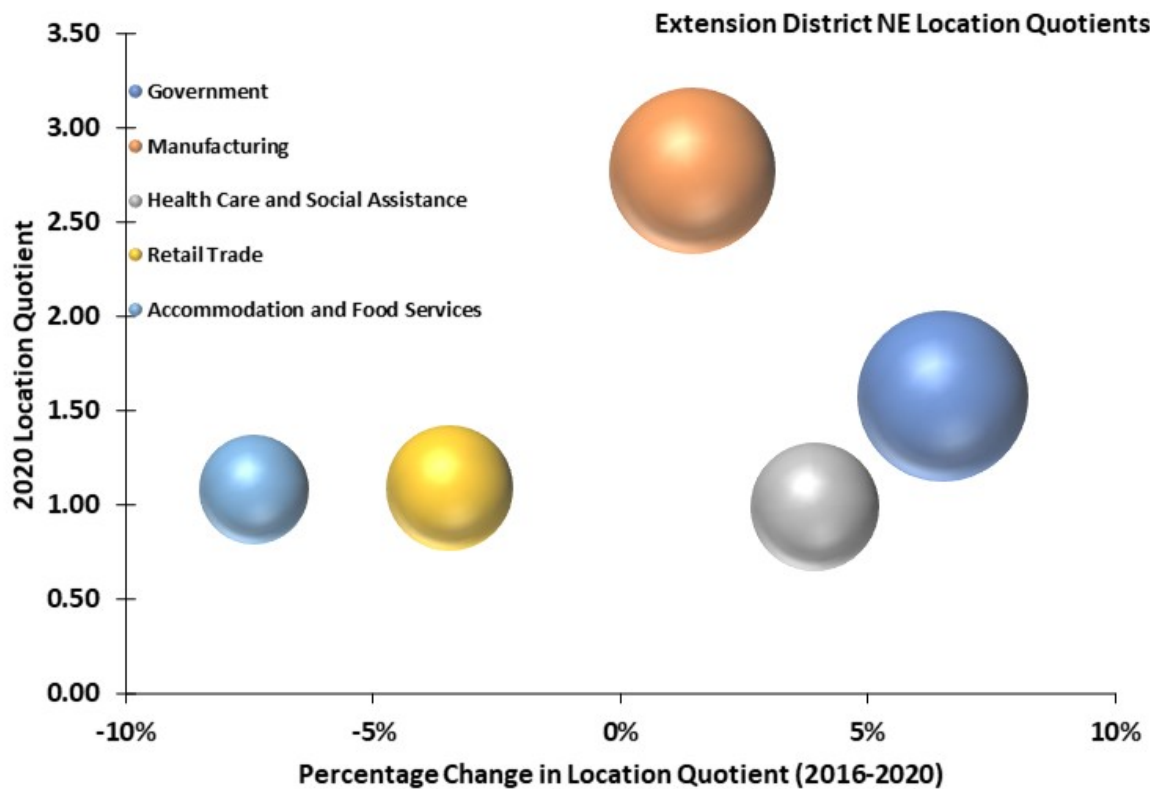 Extension District NE Location Quotients
3.50
3.00
2.50
2.00
1.50
1.00
0.50
0.00
2020 Location Quotient
Government
Manufacturing
Health Care and Social Assistance
Retail Trade
Accommodation and Food Services
-10%
-5%
0%
5%
10%
Percentage Change in Location Quotient (2016-2020)